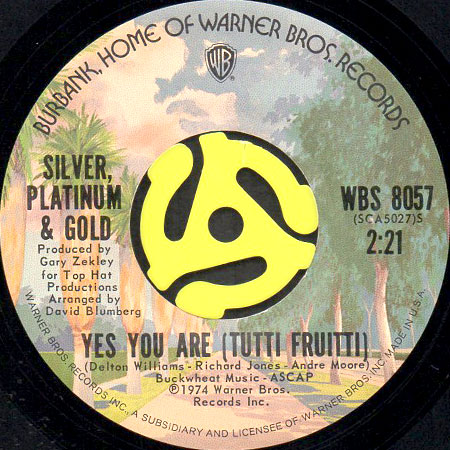 BURBANK, HOME OF WARNER BROS. RECORDS
WB
SILVER,
PLATINUM
& GOLD
Produced by
Gary Zekley
for Top Hat
Productions
Arranged by
David Blumberg
WBS 8057
(SCA5027)S
2:21
YES YOU ARE (TUTTI FRUITTI)
(Delton Williams - Richard Jones - Andre Moore)
Buckwheat Music - ASCAP
℗1974 Warner Bros.
Records Inc.
WARNER BROS. RECORDS INC., A SUBSIDIARY AND LICENSEE OF WARNER BROS. INC. MADE IN U.S.A.